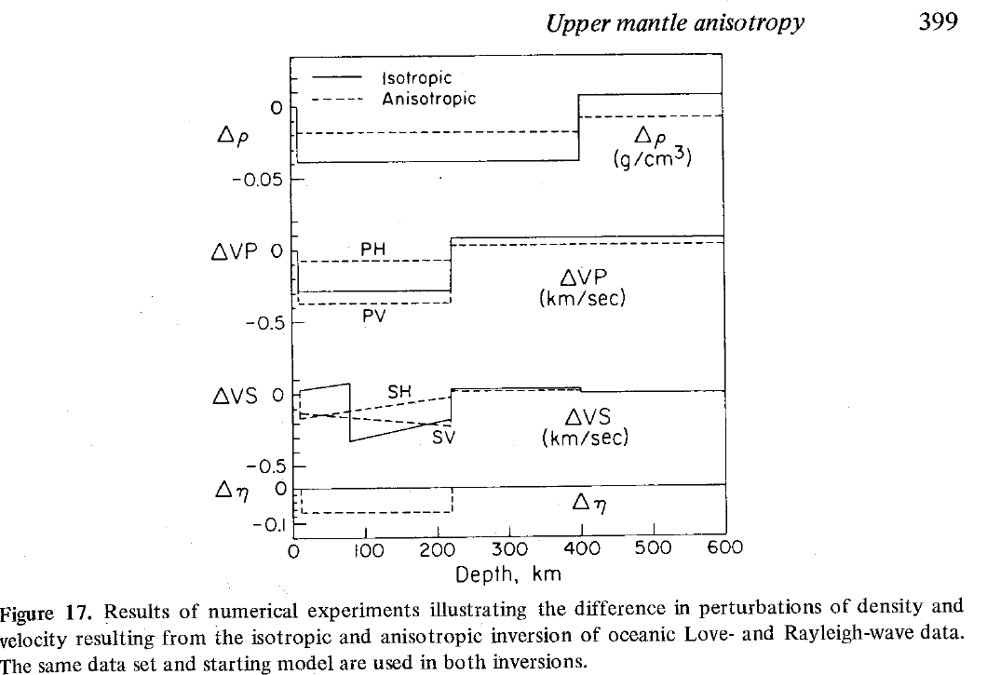 Upper mantle anisotropy 399
Isotropic
Anisotropic
0
Δρ
-0.05
Δρ
(g/cm³)
ΔVP 0
PH
PV
-0.5
ΔVP
(km/sec)
ΔVS 0
SH
SV
-0.5
ΔVS
(km/sec)
Δη 0
-0.1
Δη
0 100 200 300 400 500 600
Depth, km
Figure 17. Results of numerical experiments illustrating the difference in perturbations of density and
velocity resulting from the isotropic and anisotropic inversion of oceanic Love- and Rayleigh-wave data.
The same data set and starting model are used in both inversions.